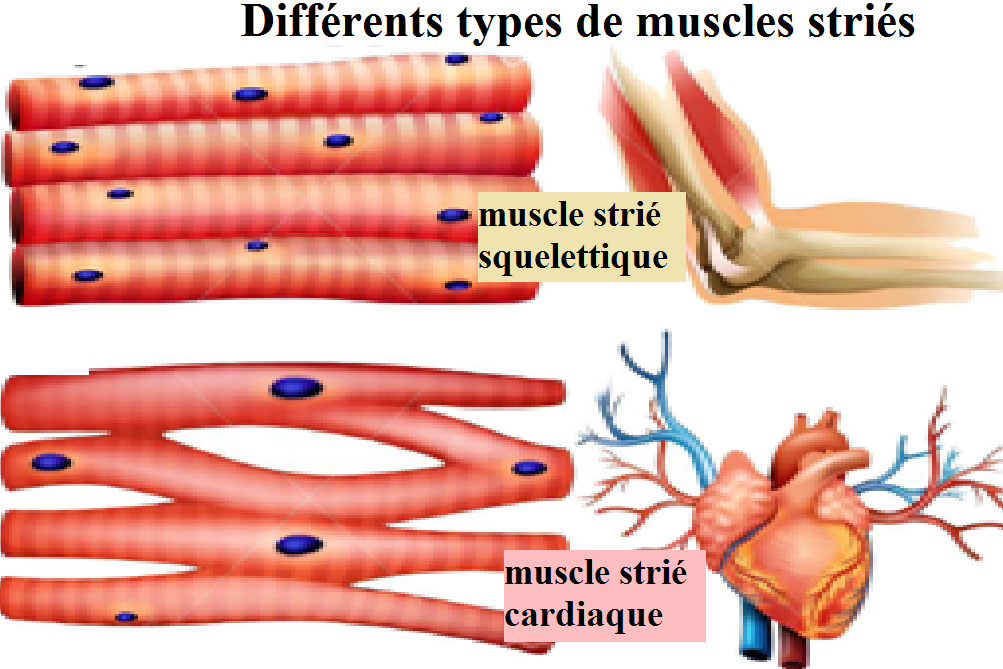 Différents types de muscles striés
muscle strié
squelettique
muscle strié
cardiaque